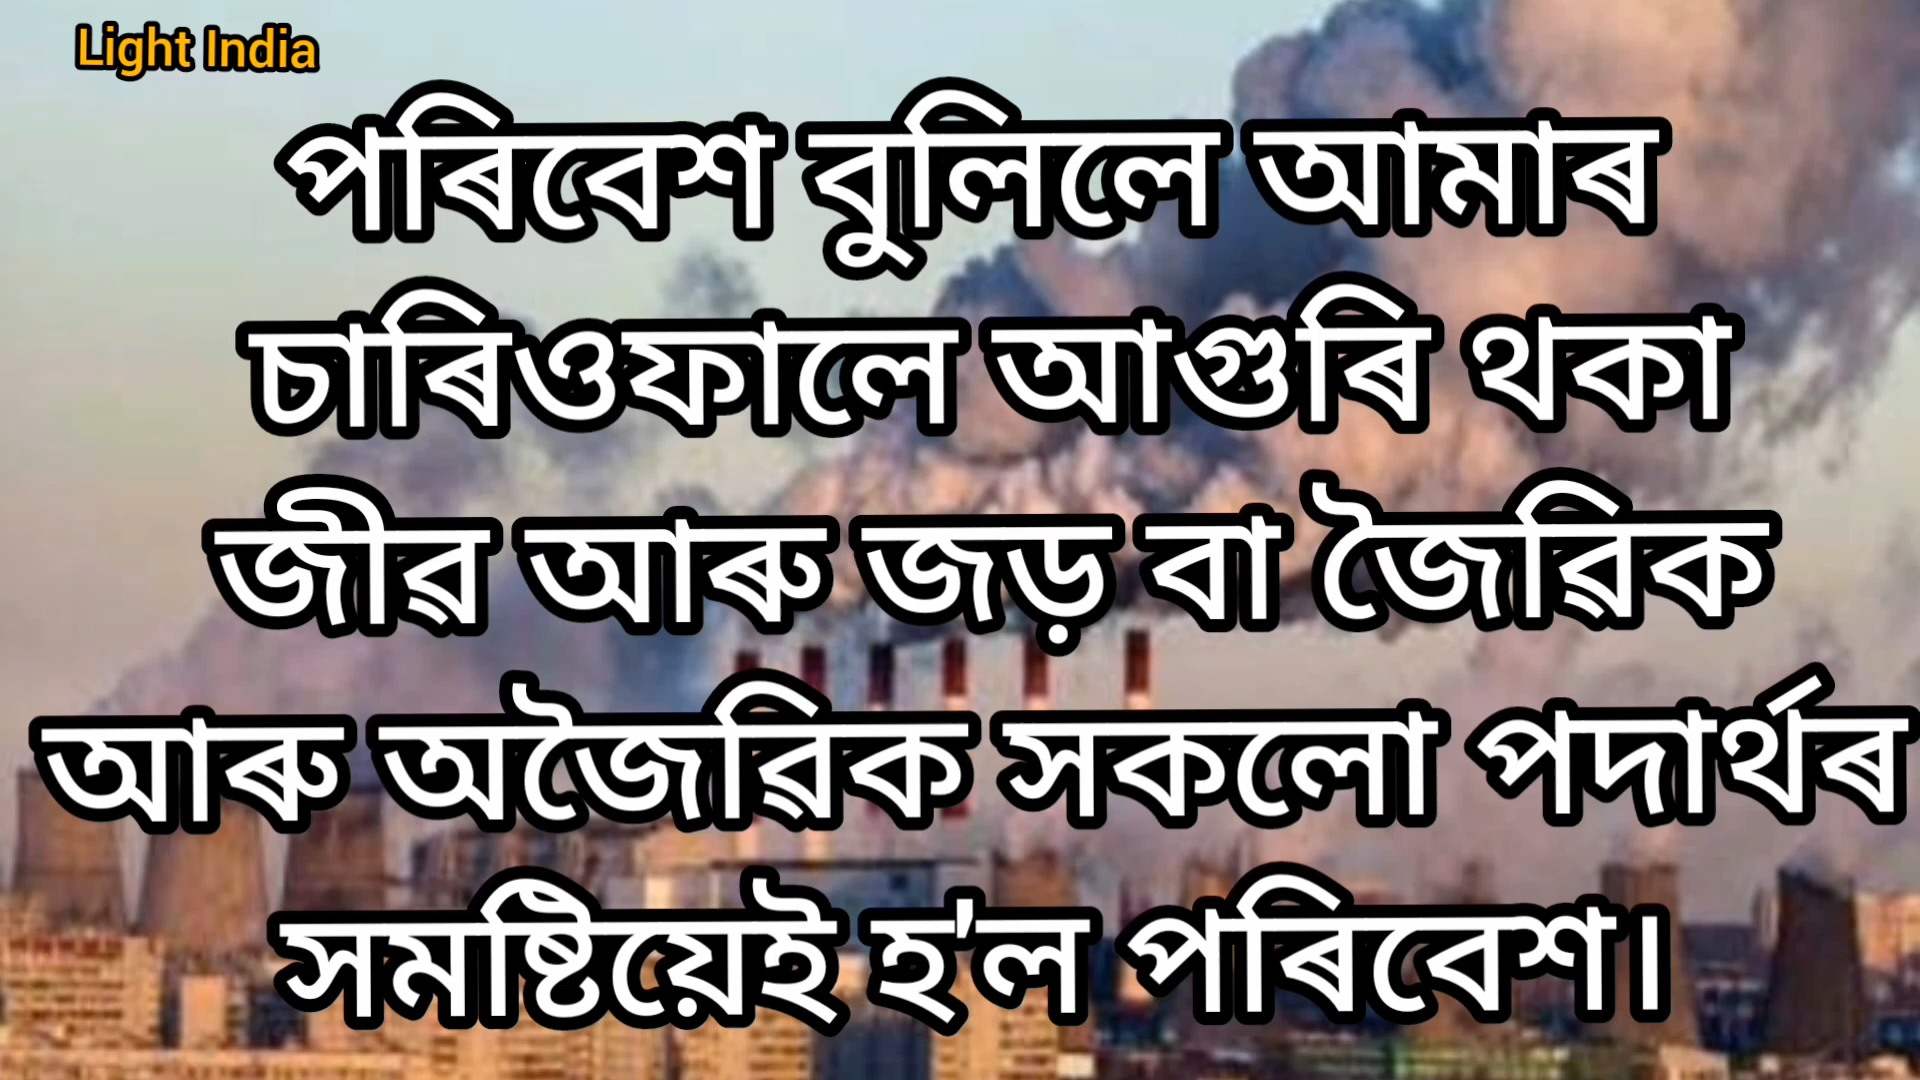 Light India
পৰিবেশ বুলিলে আমাৰ
চাৰিওফালে আগুৰি থকা
জীৱ আৰু জড় বা জৈৱিক
আৰু অজৈৱিক সকলো পদাৰ্থৰ
সমষ্টিয়েই হ'ল পৰিবেশ।